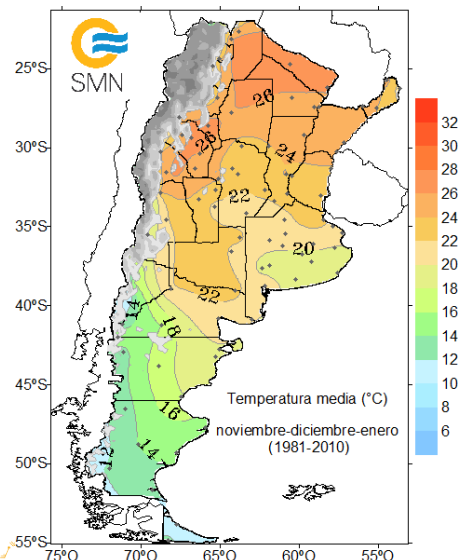 SMN
25°S
30°S
35°S
40°S
45°S
50°S
55°S
26
26
24
22
20
22
14
18
16
14
12
Temperatura media (°C)
noviembre-diciembre-enero
(1981-2010)
32
30
28
26
24
22
20
18
16
14
12
10
8
6
75°O 70°O 65°O 60°O 55°O